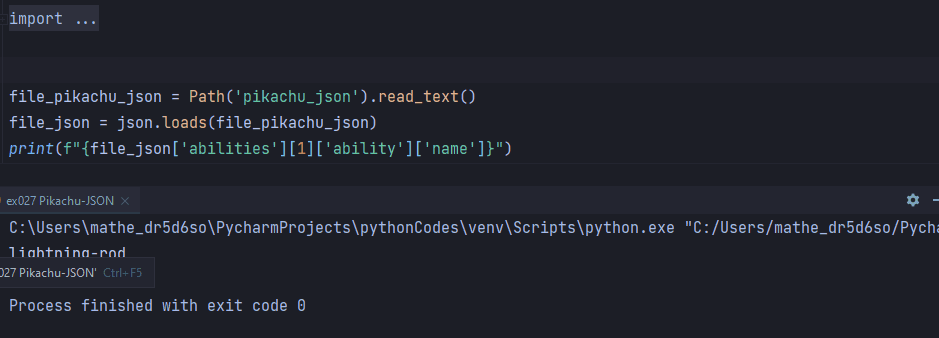 import ...
file_pikachu_json = Path('pikachu_json').read_text()
file_json = json.loads(file_pikachu_json)
print(f"{file_json['abilities'][1]['ability']['name']}")
ex027 Pikachu-JSON ×
C:\Users\mathe_dr5d6so\PycharmProjects\pythonCodes\venv\Scripts\python.exe "C:/Users/mathe_dr5d6so/Pycha
lightning-rod
027 Pikachu-JSON' Ctrl+F5
Process finished with exit code 0